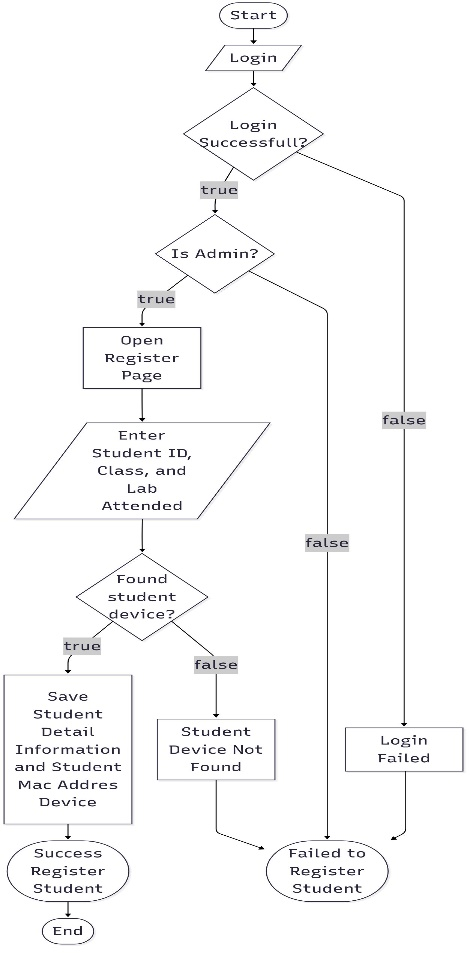 Start
Login
Login
Successfull?
true
Is Admin?
true
Open
Register
Page
false
Enter
Student ID,
Class, and
Lab
Attended
false
Found
student
device?
true
false
Save
Student
Detail
Information
and Student
Mac Addres
Device
Student
Device Not
Found
Login
Failed
Success
Register
Student
Failed to
Register
Student
End